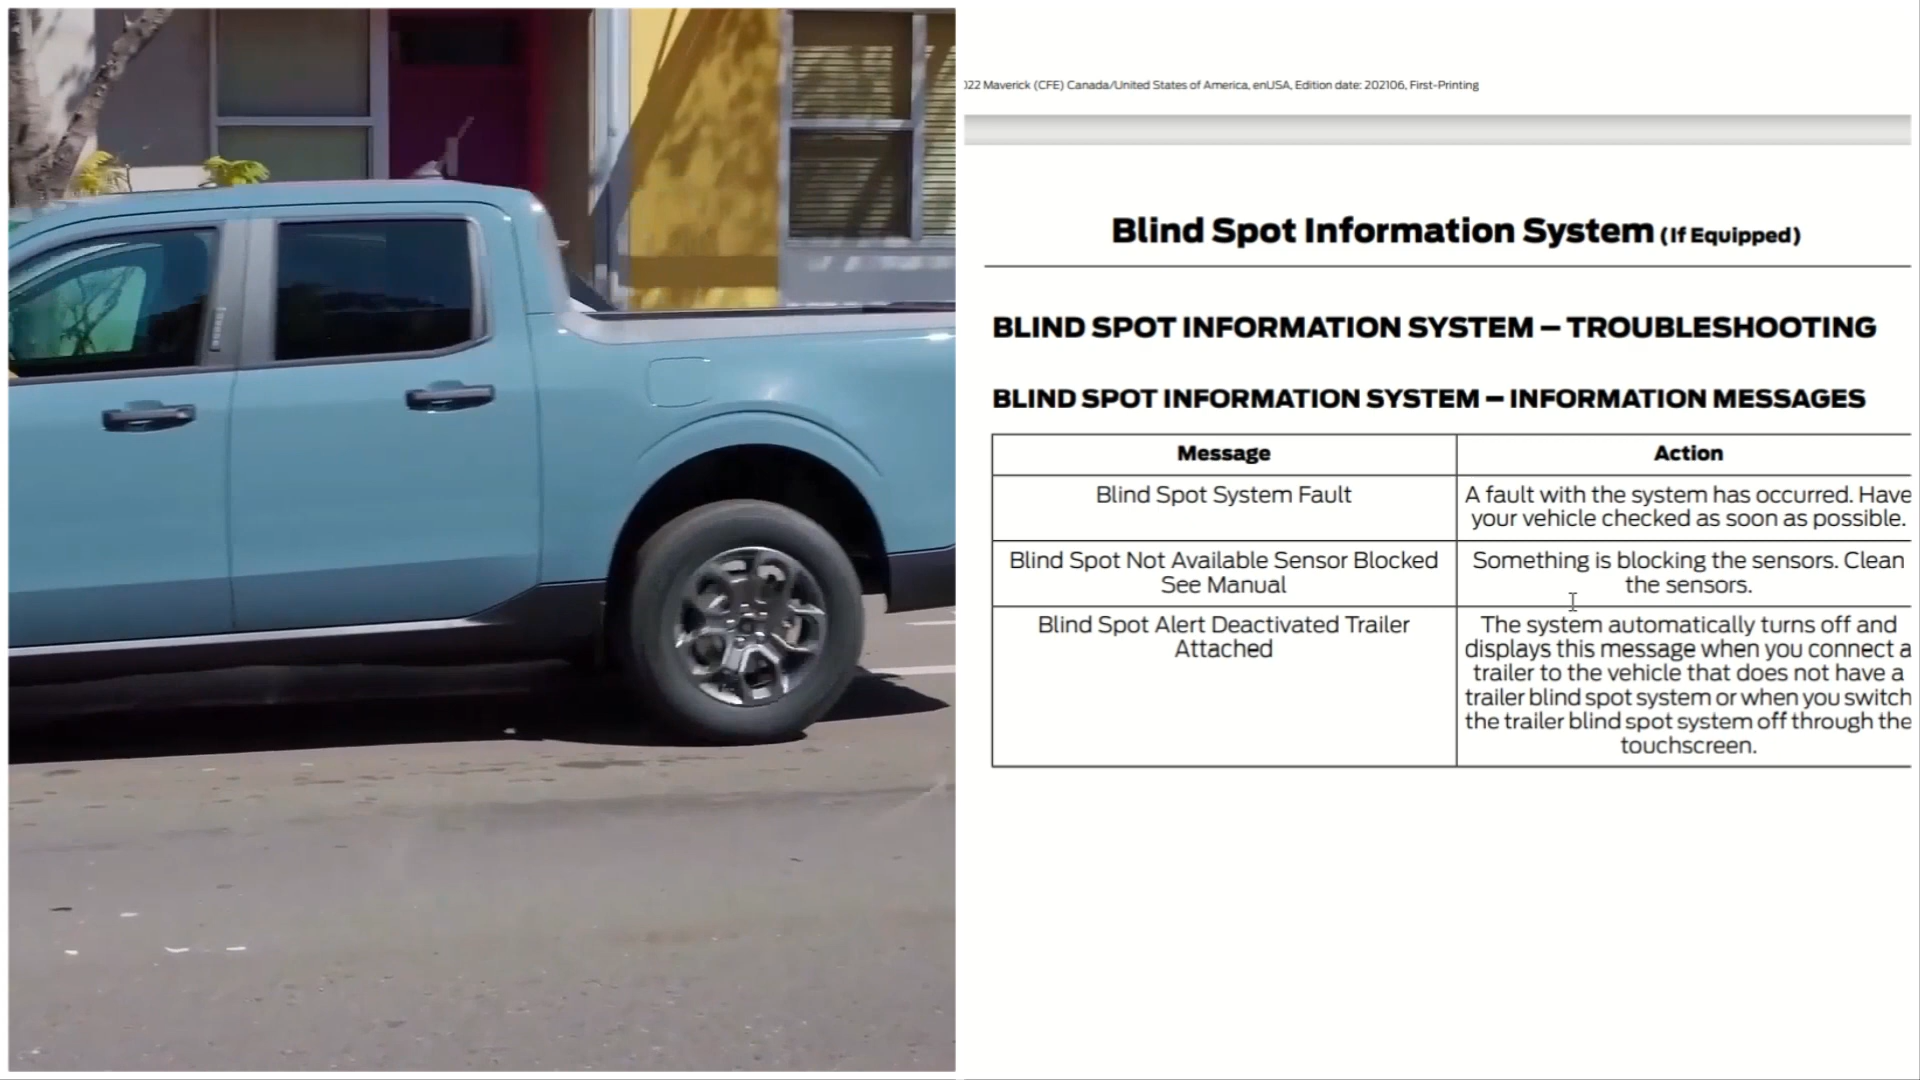 022 Maverick (CFE) Canada/United States of America, enUSA, Edition date: 202106, First-Printing
Blind Spot Information System (If Equipped)
BLIND SPOT INFORMATION SYSTEM – TROUBLESHOOTING
BLIND SPOT INFORMATION SYSTEM – INFORMATION MESSAGES
Message
Action
Blind Spot System Fault
A fault with the system has occurred. Have
your vehicle checked as soon as possible.
Blind Spot Not Available Sensor Blocked
See Manual
Something is blocking the sensors. Clean
the sensors.
Blind Spot Alert Deactivated Trailer
Attached
The system automatically turns off and
displays this message when you connect a
trailer to the vehicle that does not have a
trailer blind spot system or when you switch
the trailer blind spot system off through the
touchscreen.